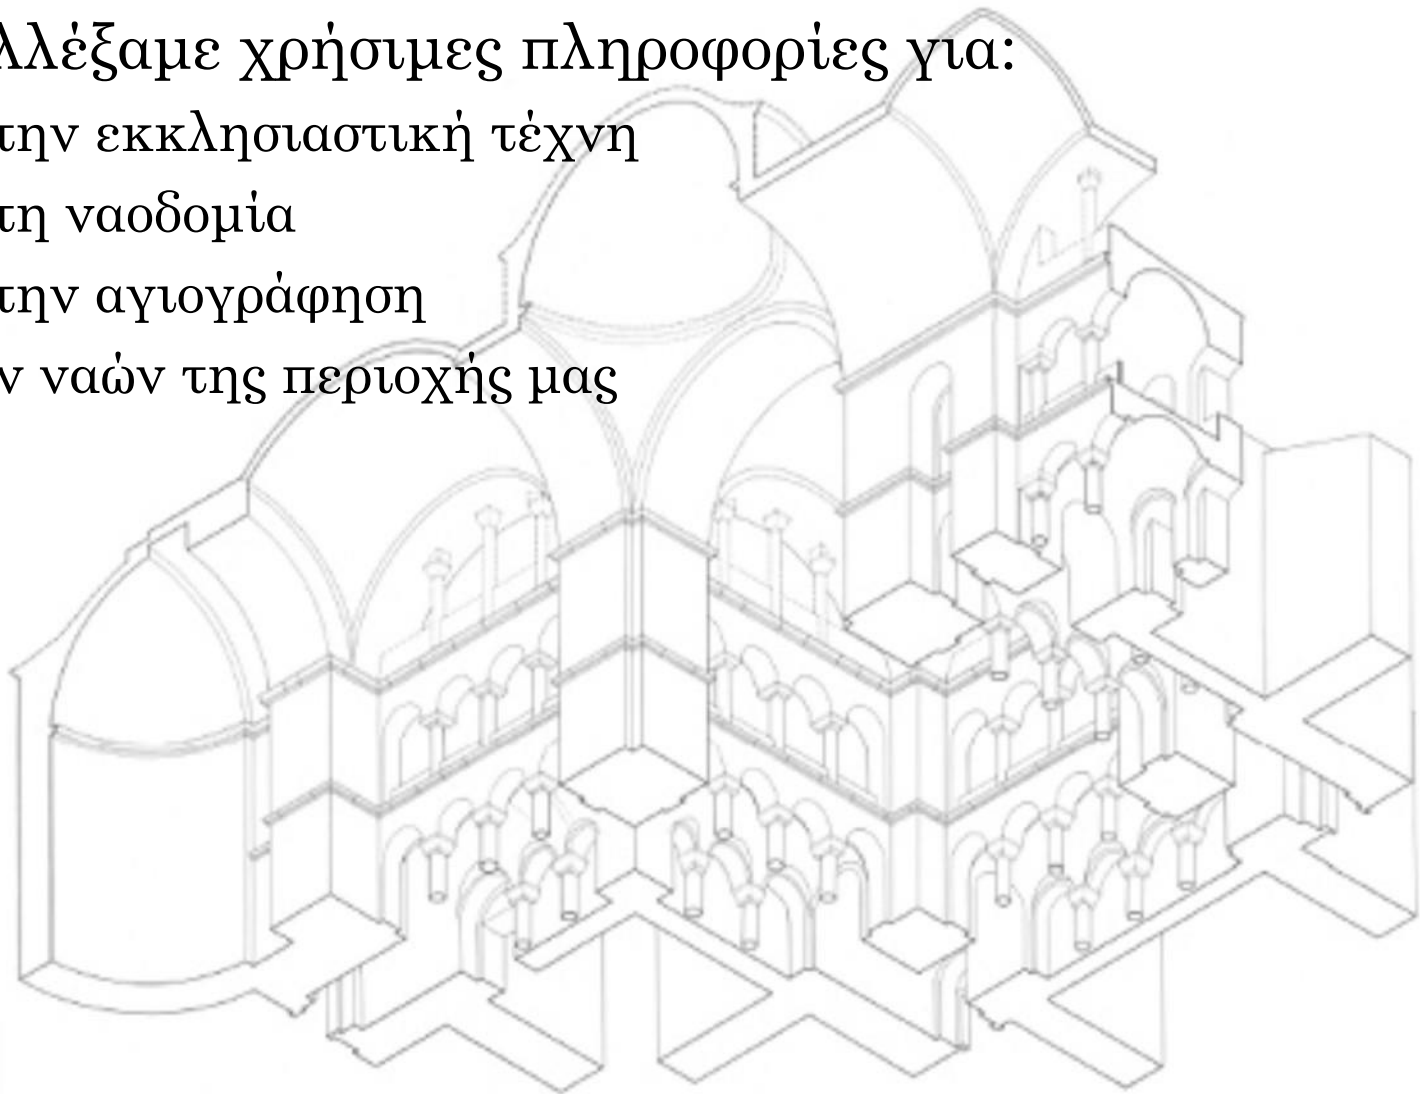 λλέξαμε χρήσιμες πληροφορίες για:
την εκκλησιαστική τέχνη
τη ναοδομία
την αγιογράφηση
ν ναών της περιοχής μας